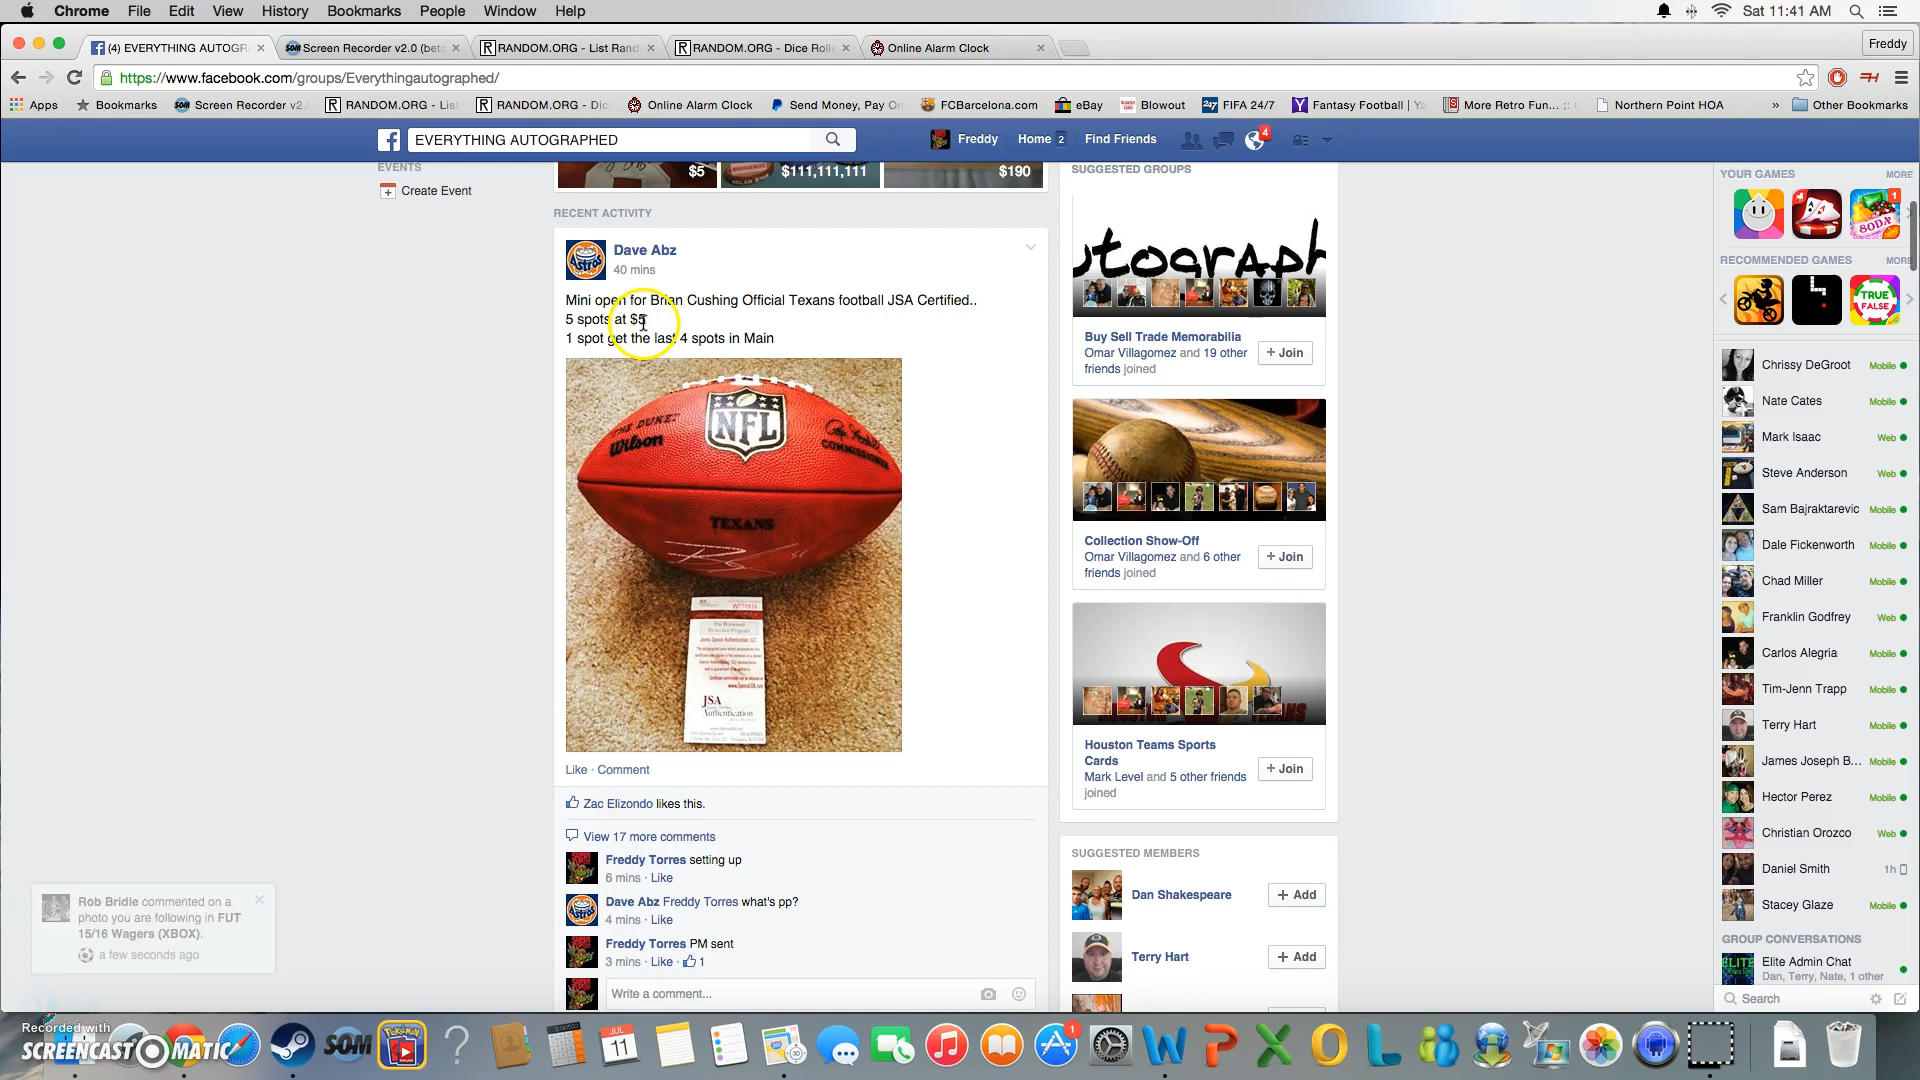 Chrome File Edit View History Bookmarks People Window Help Sat 11:41 AM
(4) EVERYTHING AUTOGR Screen Recorder v2.0 (bet RANDOM.ORG - List Rand RANDOM.ORG - Dice Rolle Online Alarm Clock Freddy
https://www.facebook.com/groups/Everythingautographed/
Apps Bookmarks Screen Recorder v2. RANDOM.ORG - List RANDOM.ORG - Dic Online Alarm Clock Send Money, Pay On FCBarcelona.com eBay Blowout FIFA 24/7 Fantasy Football | Ya More Retro Fun... :: Northern Point HOA » Other Bookmarks
EVERYTHING AUTOGRAPHED Freddy Home 2 Find Friends 4
EVENTS
Create Event
$5 $111,111,111 $190
RECENT ACTIVITY
Dave Abz
40 mins
Mini open for Brian Cushing Official Texans football JSA Certified..
5 spots at $5
1 spot get the last 4 spots in Main
THE DUKE
Wilson
NFL
COMMISSIONER
TEXANS
JSA
Authentication
Like · Comment
Zac Elizondo likes this.
View 17 more comments
Freddy Torres setting up
6 mins · Like
Dave Abz Freddy Torres what's pp?
4 mins · Like
Freddy Torres PM sent
3 mins · Like · 1
Write a comment...
SUGGESTED GROUPS
utograph
Buy Sell Trade Memorabilia
Omar Villagomez and 19 other
friends joined
+ Join
Collection Show-Off
Omar Villagomez and 6 other
friends joined
+ Join
Houston Teams Sports
Cards
Mark Level and 5 other friends
joined
+ Join
SUGGESTED MEMBERS
Dan Shakespeare + Add
Terry Hart + Add
YOUR GAMES MORE
SODA 1
RECOMMENDED GAMES MORE
TRUE
FALSE
Chrissy DeGroot Mobile
Nate Cates Mobile
Mark Isaac Web
Steve Anderson Web
Sam Bajraktarevic Mobile
Dale Fickenworth Mobile
Chad Miller Mobile
Franklin Godfrey Web
Carlos Alegria Mobile
Tim-Jenn Trapp Mobile
Terry Hart Mobile
James Joseph B... Mobile
Hector Perez Mobile
Christian Orozco Web
Daniel Smith 1h
Stacey Glaze Mobile
GROUP CONVERSATIONS
Elite Admin Chat
Dan, Terry, Nate, 1 other
Search
Rob Bridle commented on a
photo you are following in FUT
15/16 Wagers (XBOX).
a few seconds ago
Recorded with
SCREENCAST MATIC
SOM
JUL
11
1